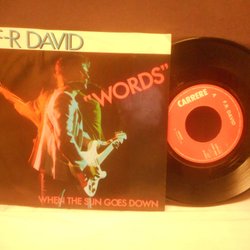 F-R DAVID
"WORDS"
WHEN THE SUN GOES DOWN
CARRERE